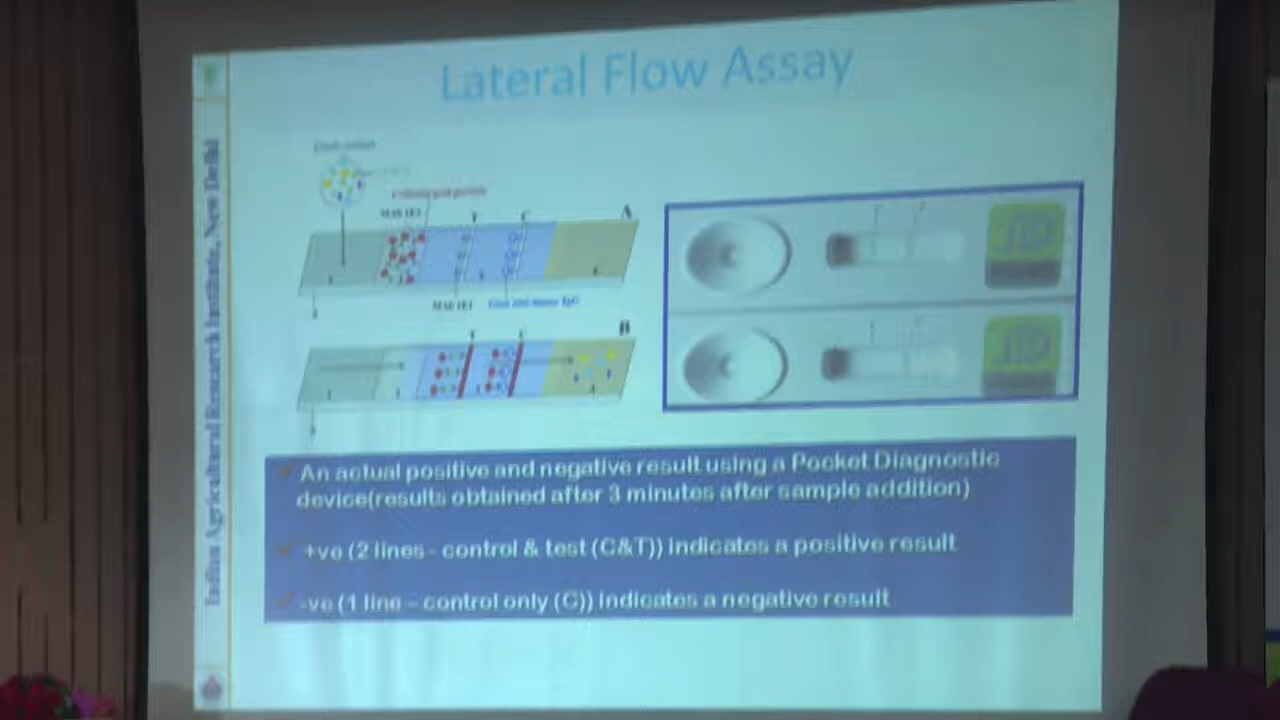 Lateral Flow Assay
Indian Agricultural Research Institute, New Delhi
A
T
C
B
An actual positive and negative result using a Pocket Diagnostic
device(results obtained after 3 minutes after sample addition)
+ve (2 lines - control & test (C&T)) indicates a positive result
-ve (1 line – control only (C)) indicates a negative result